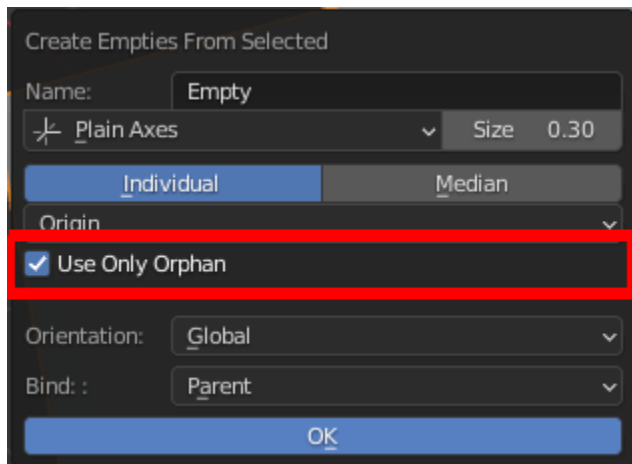 Create Empties From Selected
Name: Empty
Plain Axes Size 0.30
Individual Median
Origin
Use Only Orphan
Orientation: Global
Bind: : Parent
OK